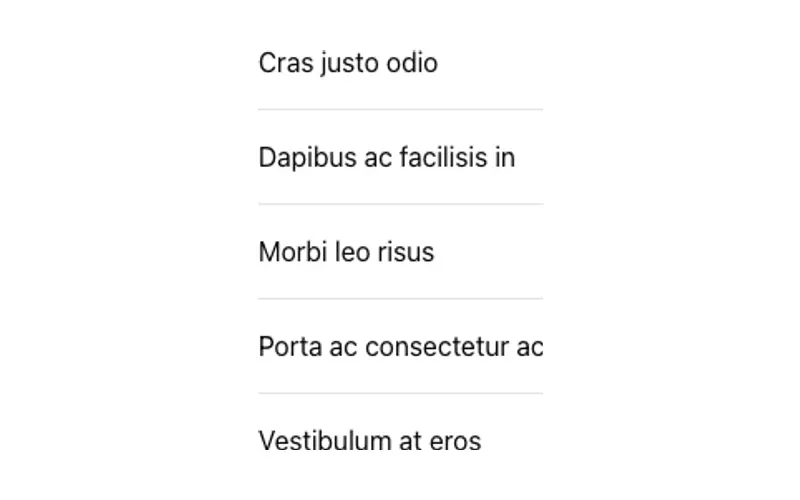 Cras justo odio
Dapibus ac facilisis in
Morbi leo risus
Porta ac consectetur ac
Vestibulum at eros